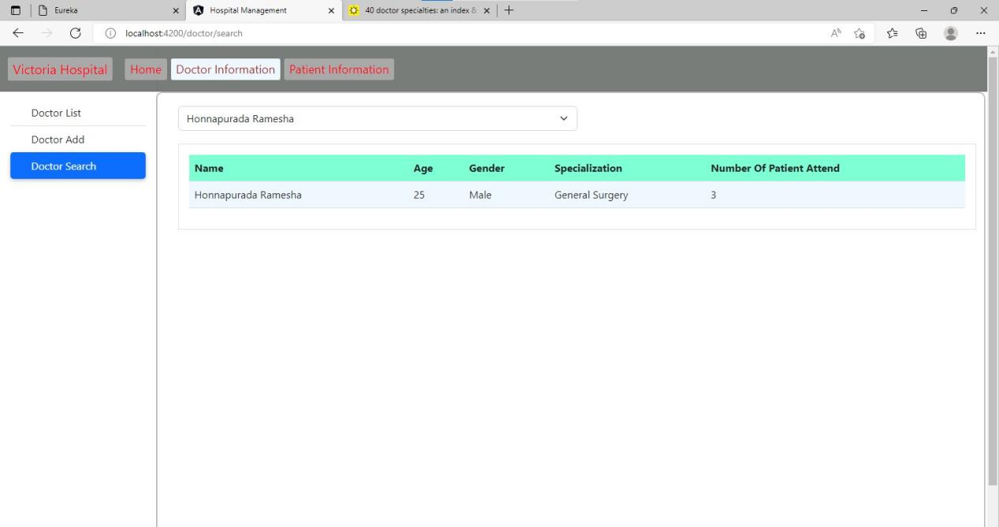 Eureka
Hospital Management
40 doctor specialties: an index &
localhost:4200/doctor/search
Victoria Hospital Home Doctor Information Patient Information
Doctor List
Doctor Add
Doctor Search
Honnapurada Ramesha
Name Age Gender Specialization Number Of Patient Attend
Honnapurada Ramesha 25 Male General Surgery 3